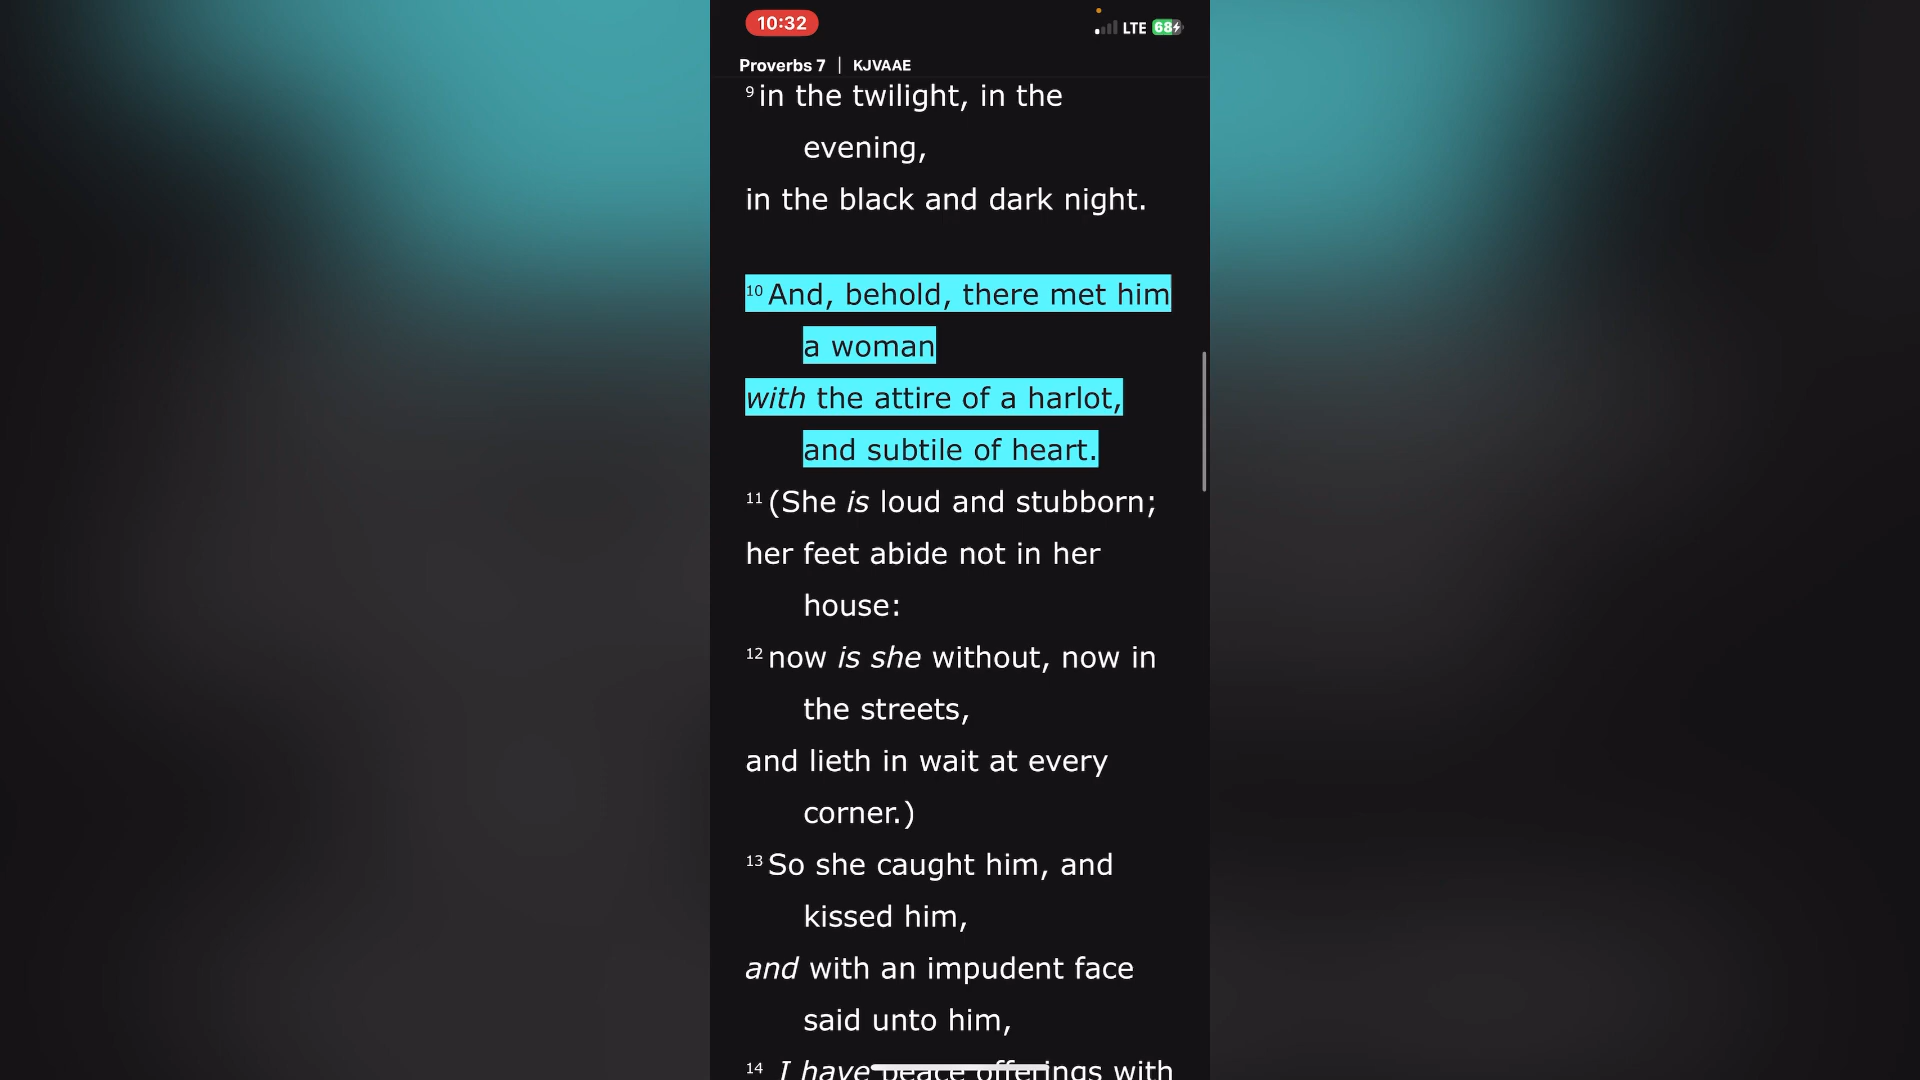 10:32
LTE 68
Proverbs 7 | KJVAAE
9 in the twilight, in the
evening,
in the black and dark night.
10 And, behold, there met him
a woman
with the attire of a harlot,
and subtile of heart.
11 (She is loud and stubborn;
her feet abide not in her
house:
12 now is she without, now in
the streets,
and lieth in wait at every
corner.)
13 So she caught him, and
kissed him,
and with an impudent face
said unto him,
14 I have peace offerings with